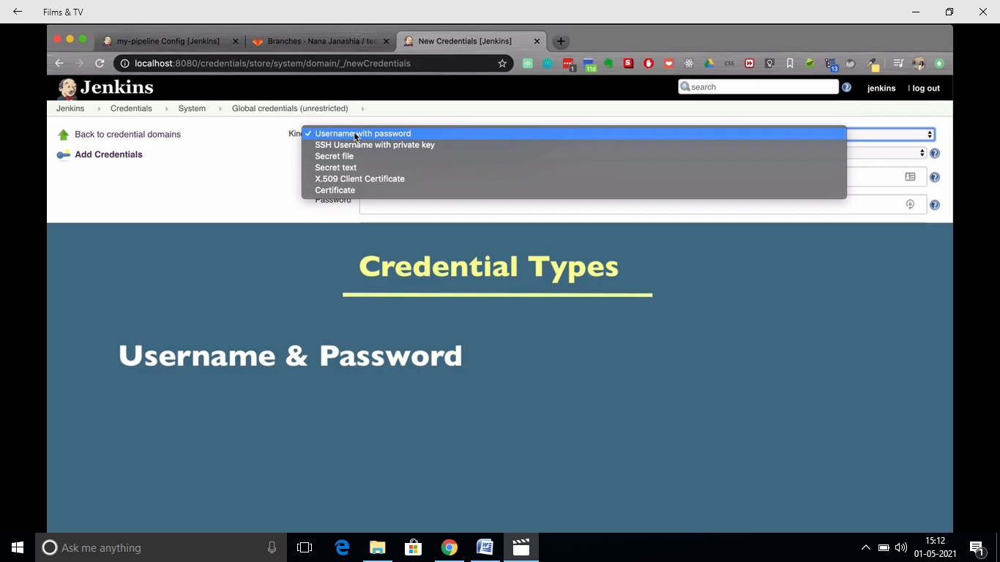 Films & TV
my-pipeline Config [Jenkins]
Branches · Nana Janashia / tec
New Credentials [Jenkins]
localhost:8080/credentials/store/system/domain/_/newCredentials
S
1
11d
css
13
Jenkins
search
jenkins
log out
Jenkins
Credentials
System
Global credentials (unrestricted)
Back to credential domains
Add Credentials
Kind
Username with password
SSH Username with private key
Secret file
Secret text
X.509 Client Certificate
Certificate
Password
Credential Types
Username & Password
Ask me anything
15:12
01-05-2021
1